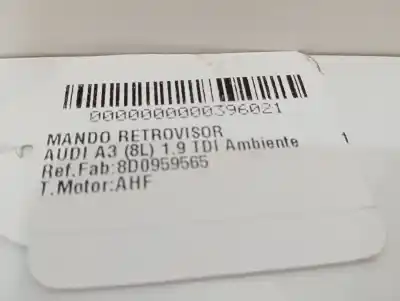 0000000000396021
MANDO RETROVISOR
AUDI A3 (8L) 1.9 TDI Ambiente 1
Ref.Fab:8D0959565
T.Motor:AHF